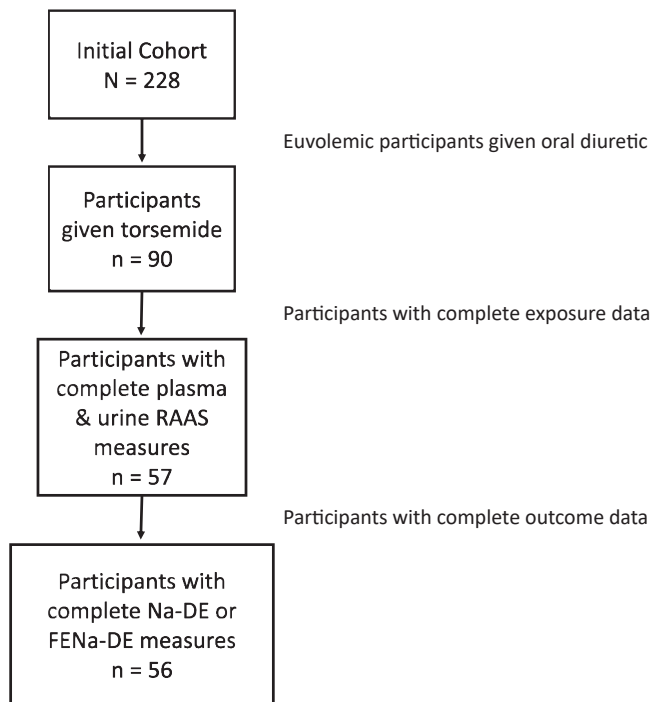 Initial Cohort
N = 228
Euvolemic participants given oral diuretic
Participants
given torsemide
n = 90
Participants with complete exposure data
Participants with
complete plasma
& urine RAAS
measures
n = 57
Participants with complete outcome data
Participants with
complete Na-DE or
FENa-DE measures
n = 56